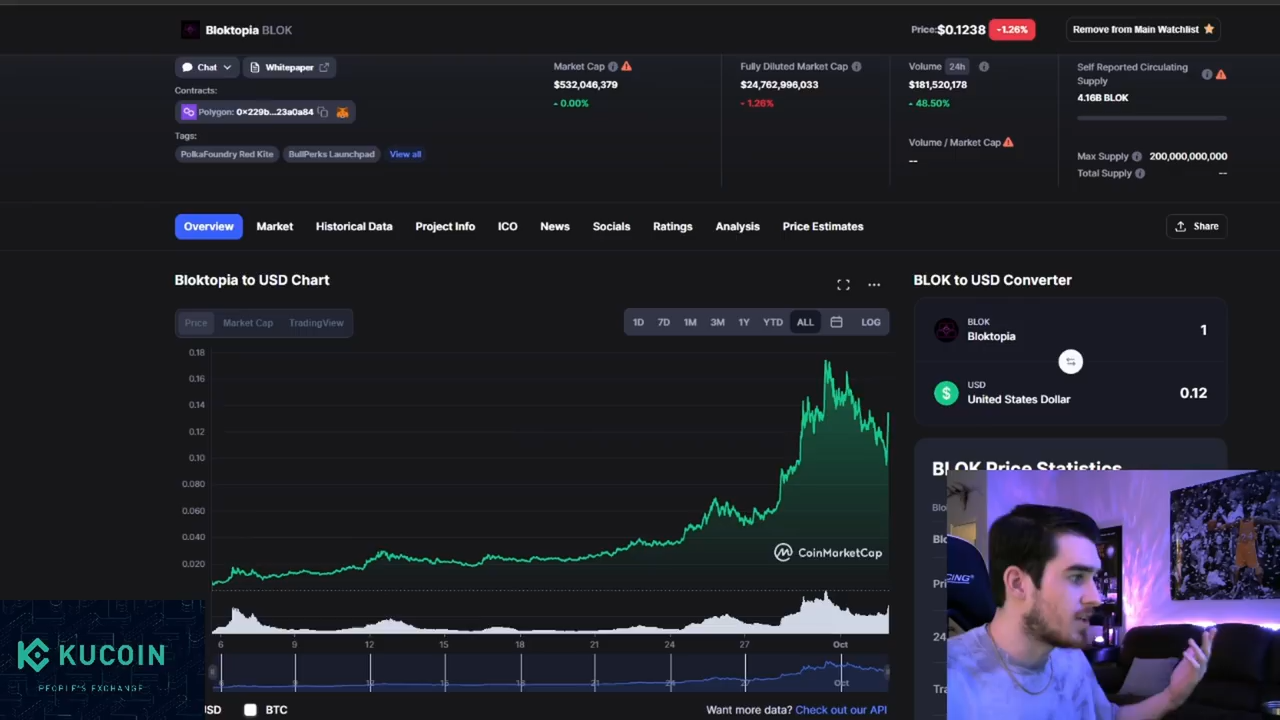 Bloktopia BLOK
Price:$0.1238 -1.26%
Remove from Main Watchlist
Chat
Whitepaper
Contracts:
Polygon: 0x229b...23a0a84
Tags:
PolkaFoundry Red Kite
BullPerks Launchpad
View all
Market Cap
$532,046,379
0.00%
Fully Diluted Market Cap
$24,762,996,033
1.26%
Volume 24h
$181,520,178
48.50%
Volume / Market Cap
--
Self Reported Circulating
Supply
4.16B BLOK
Max Supply 200,000,000,000
Total Supply --
Overview Market Historical Data Project Info ICO News Socials Ratings Analysis Price Estimates
Share
Bloktopia to USD Chart
Price Market Cap TradingView
1D 7D 1M 3M 1Y YTD ALL LOG
0.18
0.16
0.14
0.12
0.10
0.080
0.060
0.040
0.020
CoinMarketCap
6 9 12 15 18 21 24 27 Oct
USD BTC
Want more data? Check out our API
BLOK to USD Converter
BLOK
Bloktopia
1
USD
United States Dollar
0.12
BLOK Price Statistics
Blo
Blo
Pri
24
Tra
KUCOIN
PEOPLE'S EXCHANGE